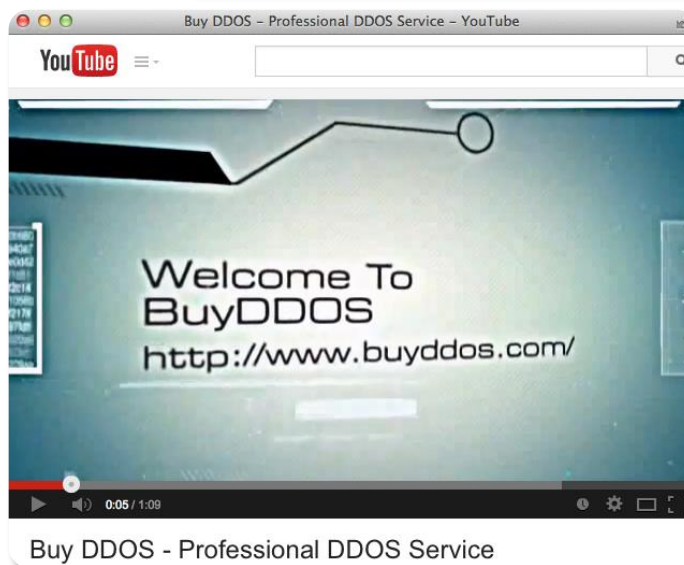 Buy DDOS – Professional DDOS Service – YouTube
YouTube
Welcome To
BuyDDOS
http://www.buyddos.com/
0:05 / 1:09
Buy DDOS - Professional DDOS Service